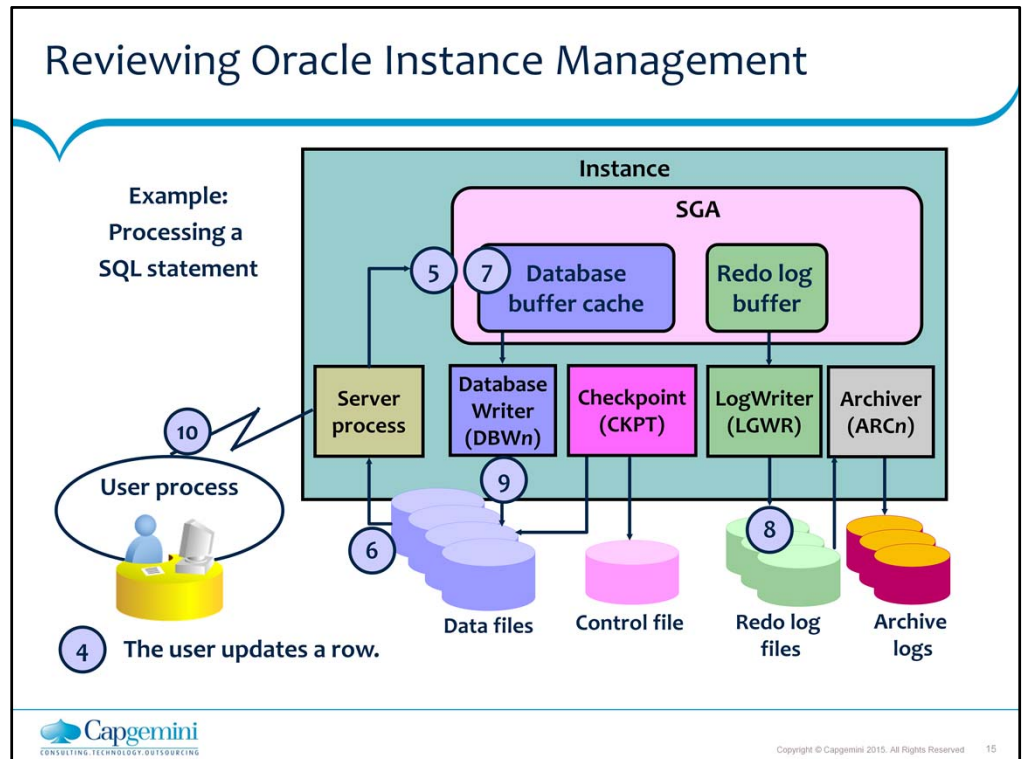 Reviewing Oracle Instance Management
Example:
Processing a
SQL statement
Instance
SGA
5
7
Database
buffer cache
Redo log
buffer
Server
process
Database
Writer
(DBWn)
Checkpoint
(CKPT)
LogWriter
(LGWR)
Archiver
(ARCn)
10
User process
6
9
8
Data files
Control file
Redo log
files
Archive
logs
4 The user updates a row.
Capgemini
CONSULTING.TECHNOLOGY.OUTSOURCING
Copyright © Capgemini 2015. All Rights Reserved 15